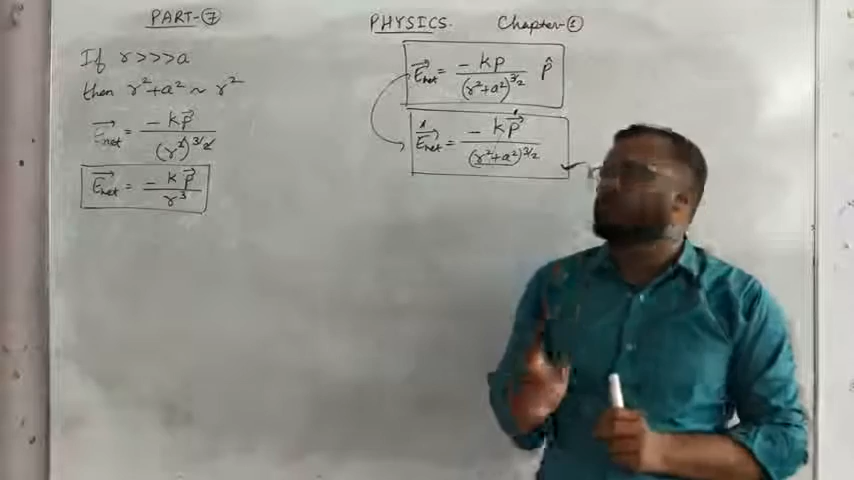 PART-⑦
PHYSICS. Chapter-①
If r>>>a
then r²+a² ~ r²
E⃗net = -kp⃗ / (r²)^3/2
E⃗net = -kp⃗ / r³
E⃗net = -kp / (r²+a²)^3/2 p̂
E⃗net = -kp⃗ / (r²+a²)^3/2